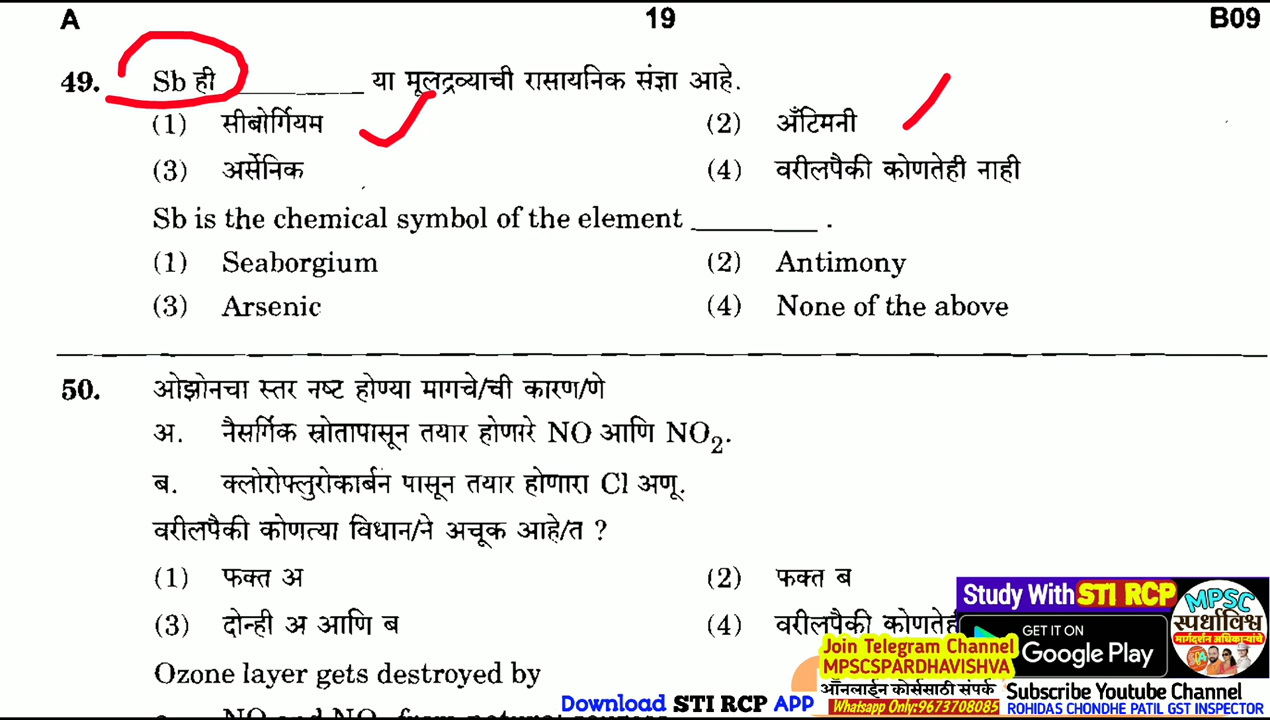 A 19 B09
49. Sb ही ________ या मूलद्रव्याची रासायनिक संज्ञा आहे.
(1) सीबोर्गियम (2) अँटिमनी
(3) अर्सेनिक (4) वरीलपैकी कोणतेही नाही
Sb is the chemical symbol of the element ________ .
(1) Seaborgium (2) Antimony
(3) Arsenic (4) None of the above
50. ओझोनचा स्तर नष्ट होण्या मागचे/ची कारण/णे
अ. नैसर्गिक स्रोतापासून तयार होणारे NO आणि NO₂.
ब. क्लोरोफ्लुरोकार्बन पासून तयार होणारा Cl अणू.
वरीलपैकी कोणत्या विधान/ने अचूक आहे/त ?
(1) फक्त अ (2) फक्त ब
(3) दोन्ही अ आणि ब (4) वरीलपैकी कोणतेही
Ozone layer gets destroyed by
Study With STI RCP
GET IT ON
Google Play
MPSC
स्पर्धाविश्व
मार्गदर्शन अधिकाऱ्यांचे
Join Telegram Channel
MPSCSPARDHAVISHVA
ऑनलाईन कोर्ससाठी संपर्क
Whatsapp Only:9673708085
Download STI RCP APP
Subscribe Youtube Channel
ROHIDAS CHONDHE PATIL GST INSPECTOR